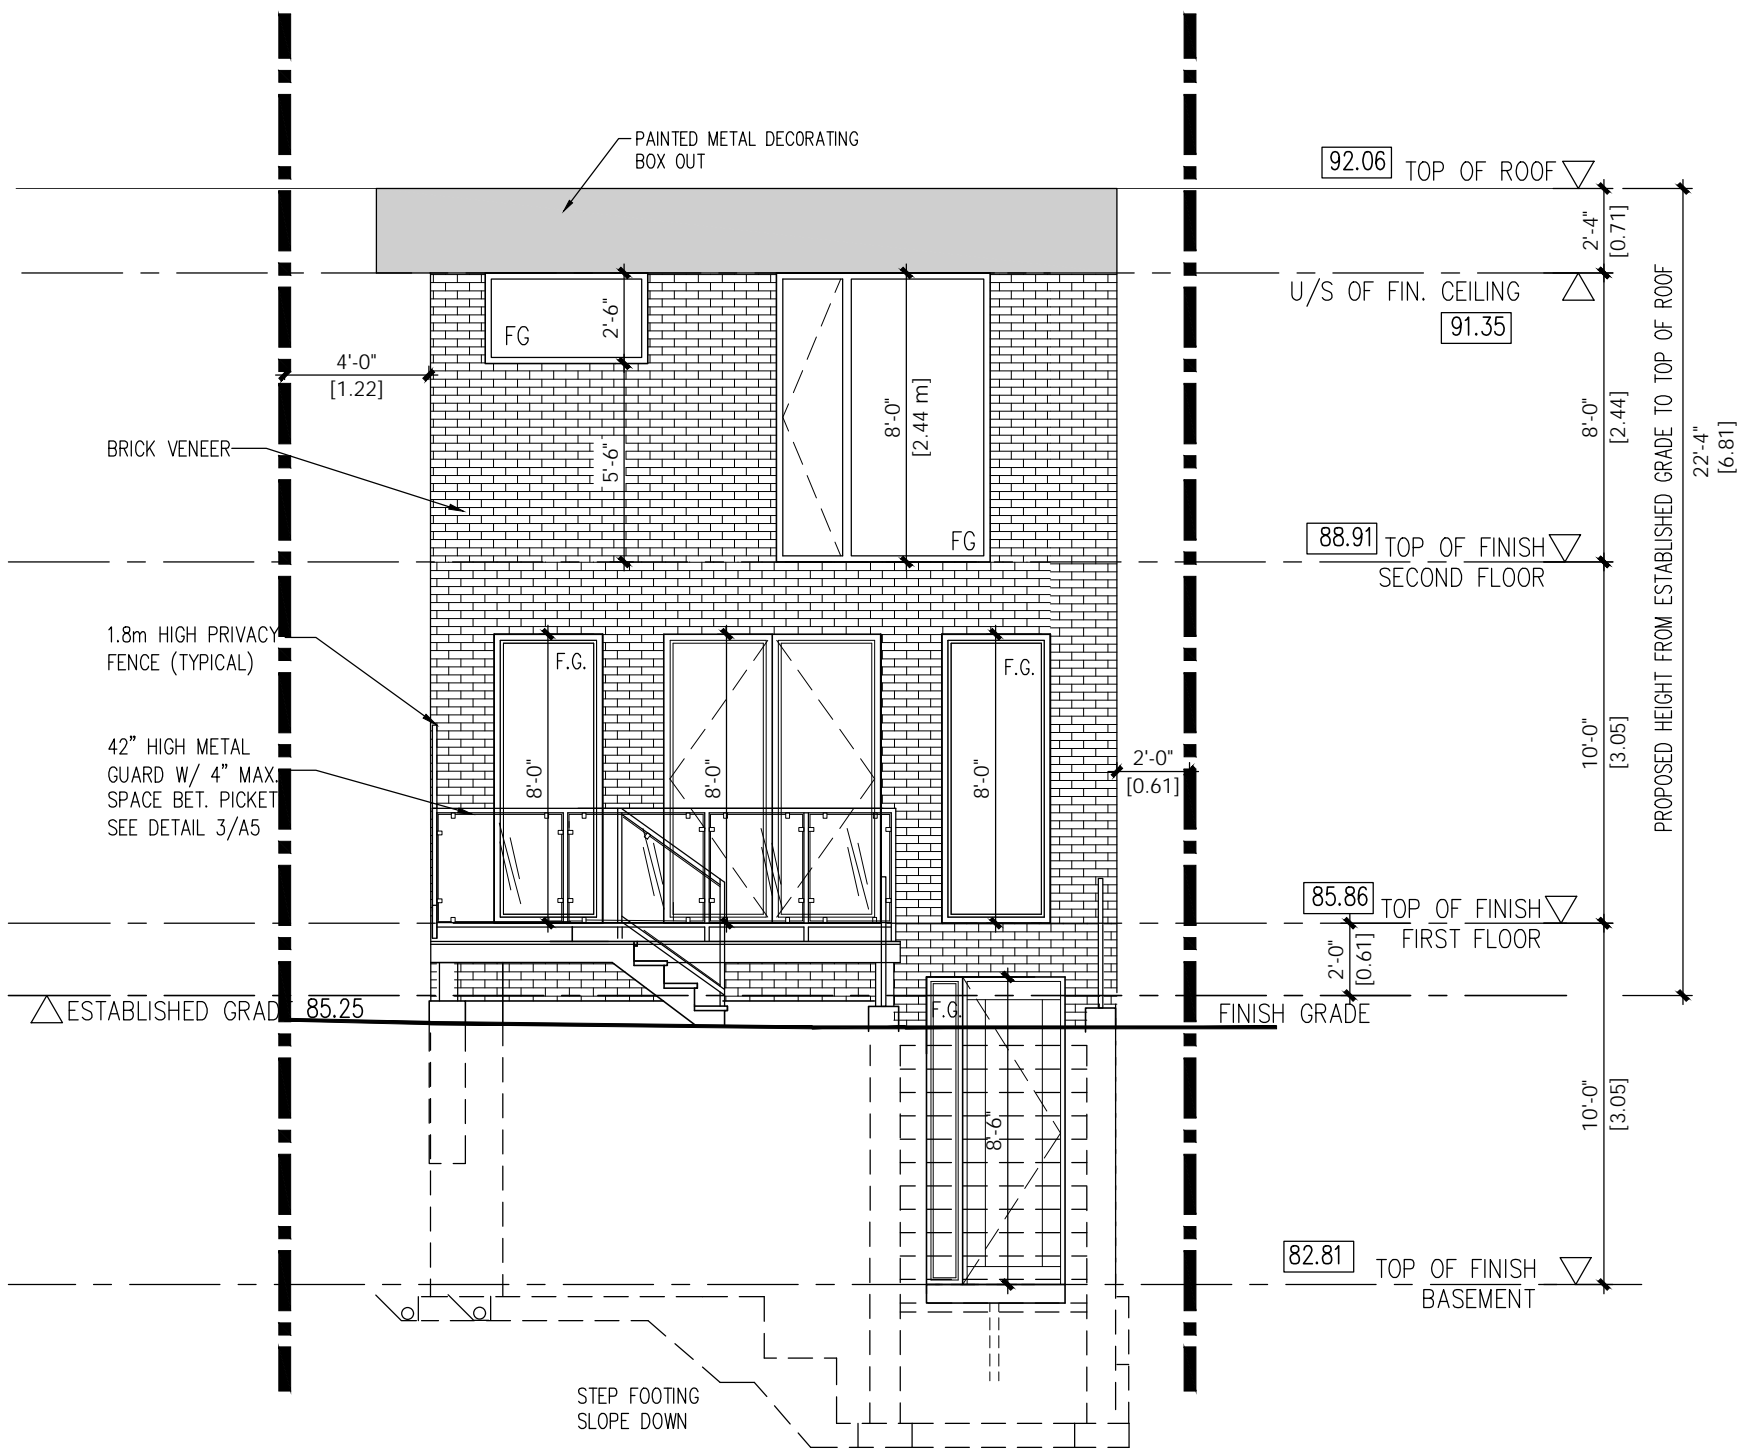 PAINTED METAL DECORATING
BOX OUT
92.06
TOP OF ROOF
2'-4"
[0.71]
U/S OF FIN. CEILING
91.35
FG
2'-6"
4'-0"
[1.22]
BRICK VENEER
5'-6"
8'-0"
[2.44 m]
FG
8'-0"
[2.44]
22'-4"
[6.81]
PROPOSED HEIGHT FROM ESTABLISHED GRADE TO TOP OF ROOF
88.91
TOP OF FINISH
SECOND FLOOR
1.8m HIGH PRIVACY
FENCE (TYPICAL)
F.G.
F.G.
42" HIGH METAL
GUARD W/ 4" MAX.
SPACE BET. PICKET
SEE DETAIL 3/A5
8'-0"
8'-0"
8'-0"
2'-0"
[0.61]
10'-0"
[3.05]
85.86
TOP OF FINISH
FIRST FLOOR
2'-0"
[0.61]
ESTABLISHED GRAD 85.25
F.G.
FINISH GRADE
8'-6"
10'-0"
[3.05]
82.81
TOP OF FINISH
BASEMENT
STEP FOOTING
SLOPE DOWN